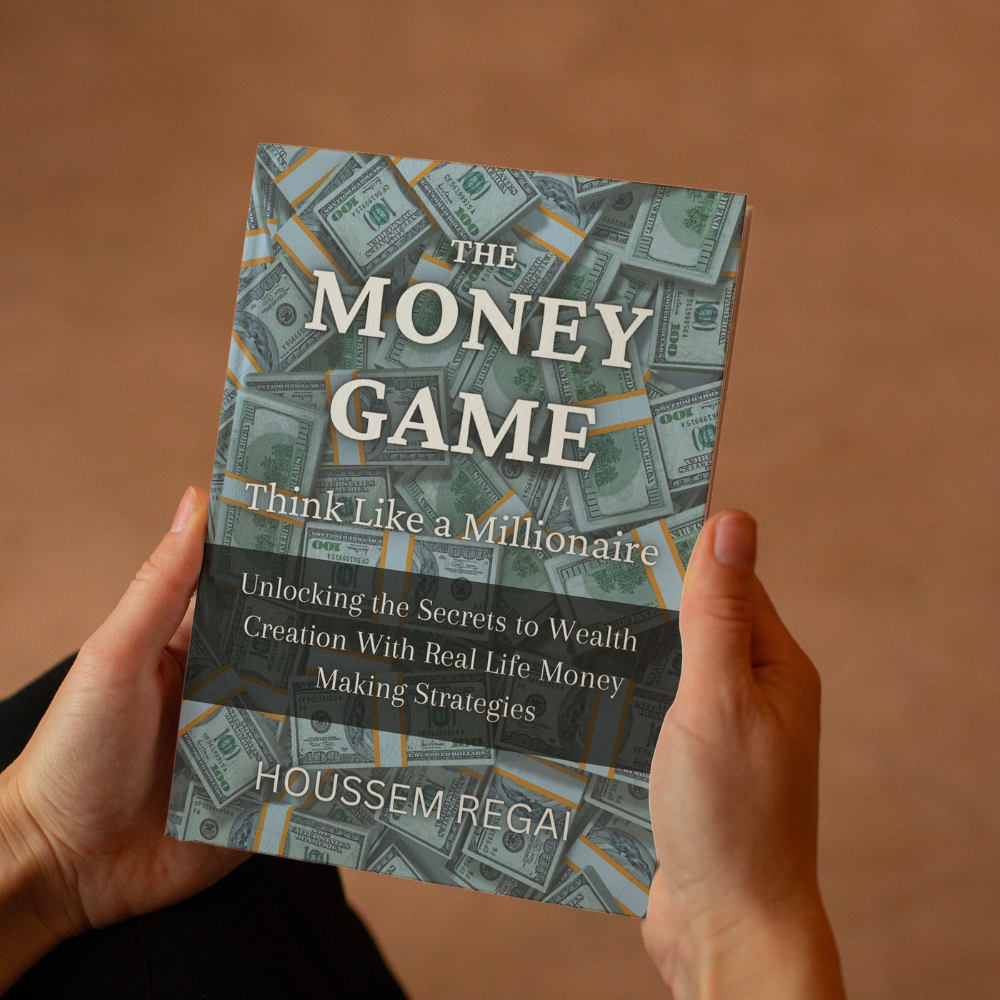 THE
MONEY
GAME
Think Like a Millionaire
Unlocking the Secrets to Wealth
Creation With Real Life Money
Making Strategies
HOUSSEM REGAI